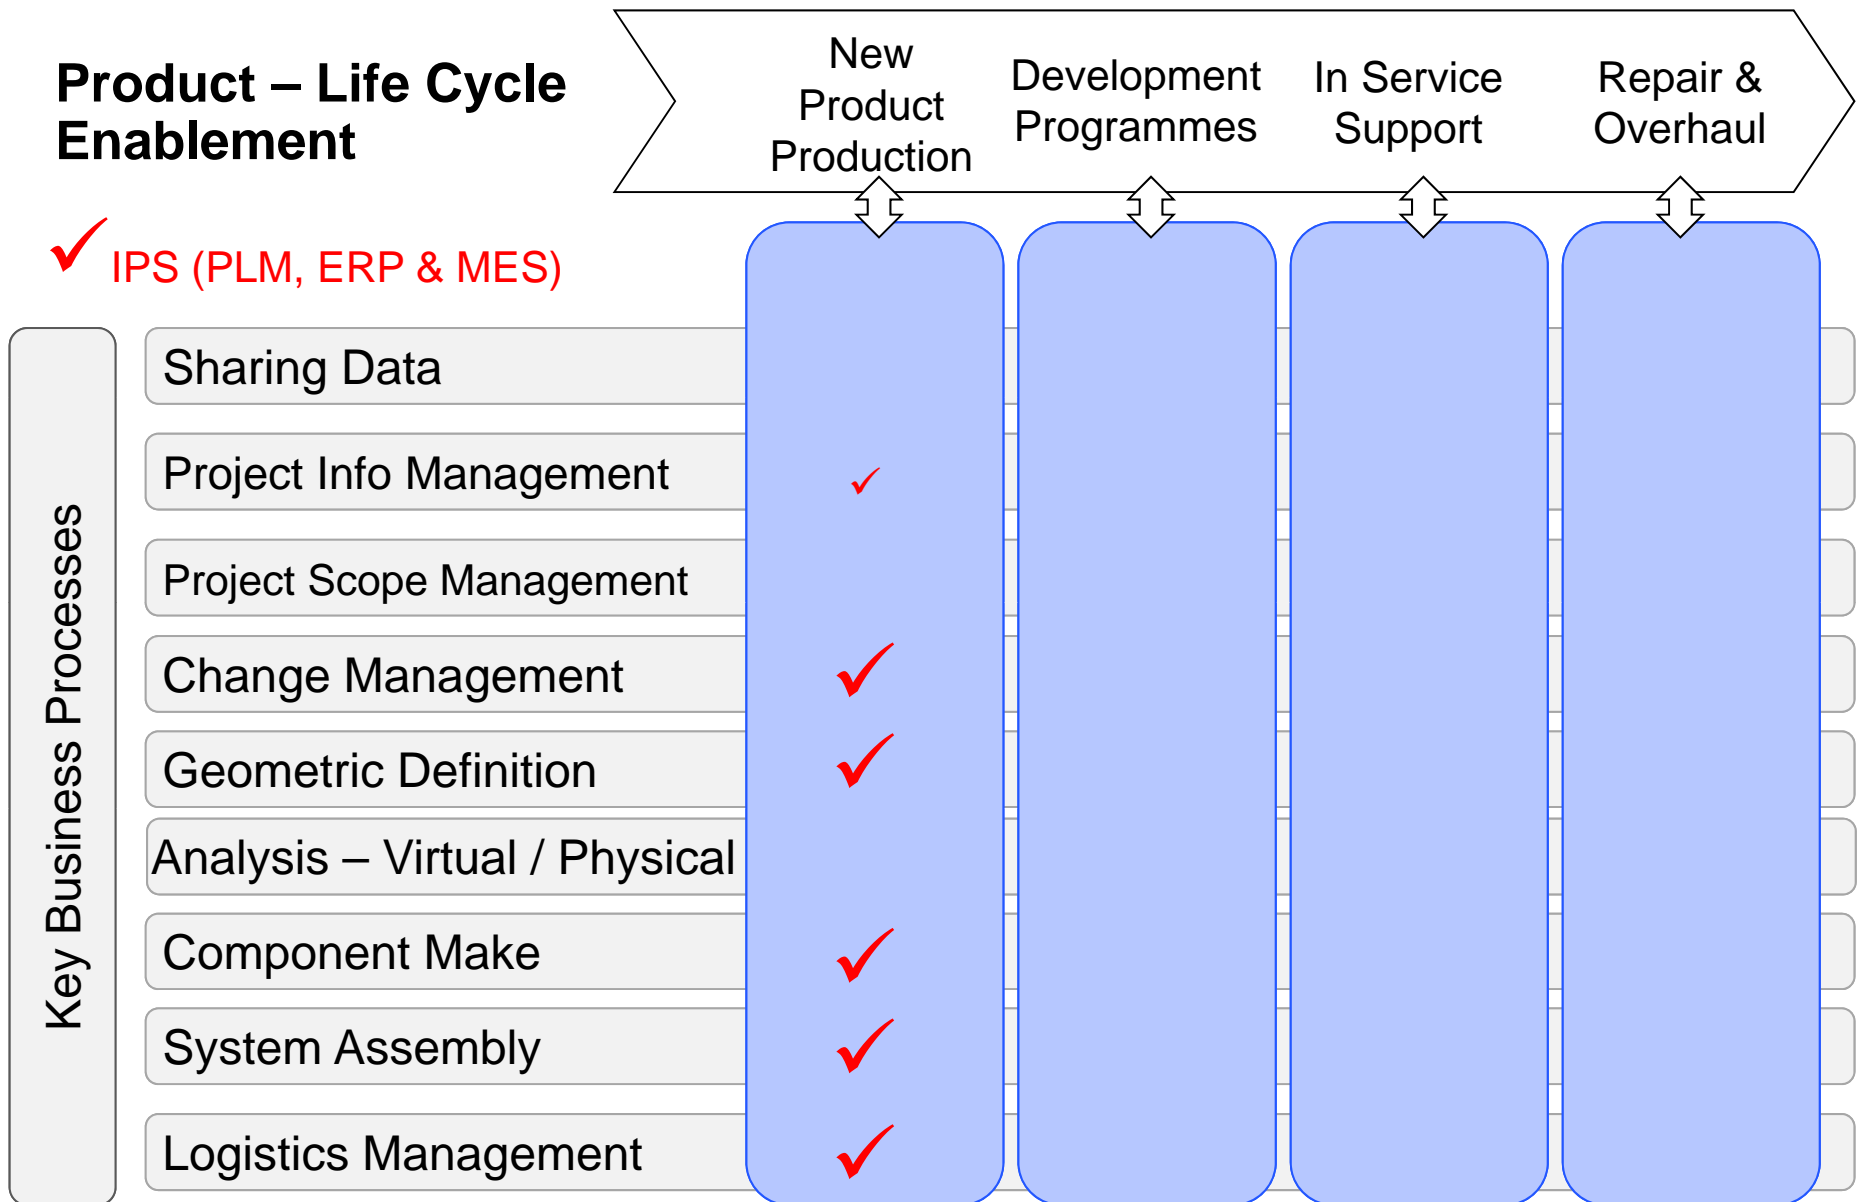 Product – Life Cycle
Enablement
New
Product
Production
Development
Programmes
In Service
Support
Repair &
Overhaul
IPS (PLM, ERP & MES)
Key Business Processes
Sharing Data
Project Info Management
Project Scope Management
Change Management
Geometric Definition
Analysis – Virtual / Physical
Component Make
System Assembly
Logistics Management